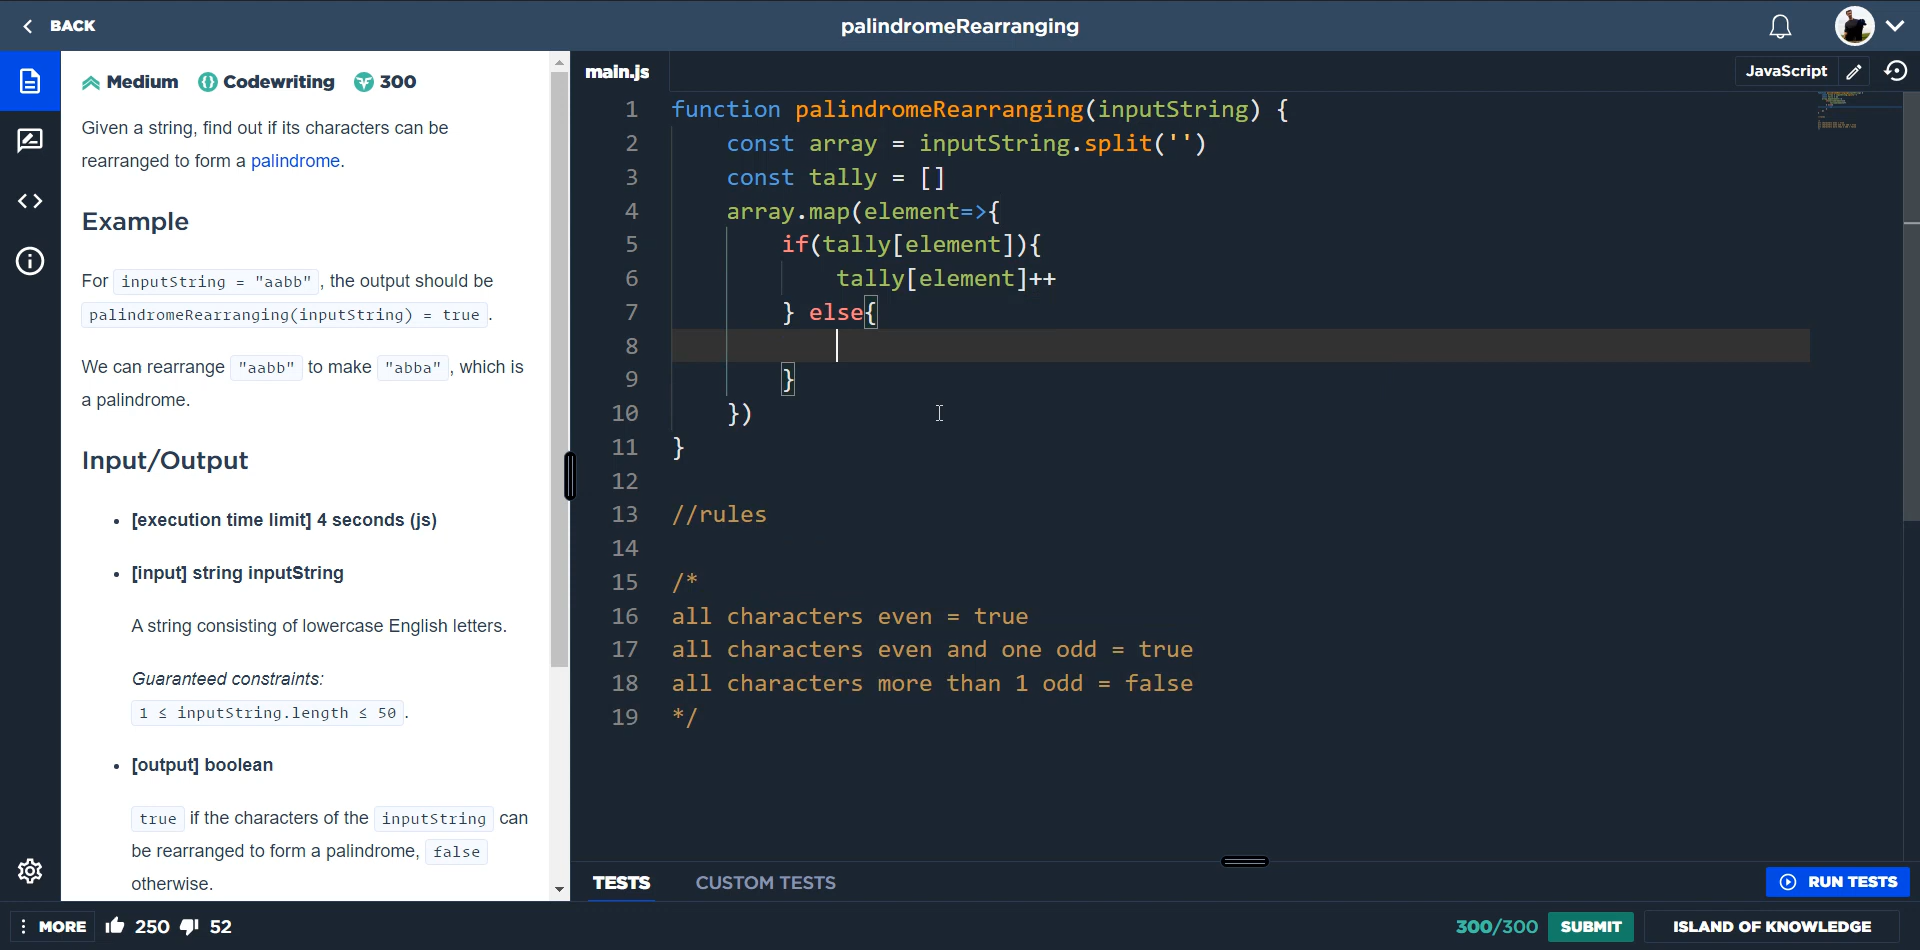 BACK
palindromeRearranging
Medium Codewriting 300
Given a string, find out if its characters can be
rearranged to form a palindrome.
Example
For inputString = "aabb", the output should be
palindromeRearranging(inputString) = true.
We can rearrange "aabb" to make "abba", which is
a palindrome.
Input/Output
• [execution time limit] 4 seconds (js)
• [input] string inputString
A string consisting of lowercase English letters.
Guaranteed constraints:
1 ≤ inputString.length ≤ 50.
• [output] boolean
true if the characters of the inputString can
be rearranged to form a palindrome, false
otherwise.
main.js
JavaScript
1 function palindromeRearranging(inputString) {
2 const array = inputString.split('')
3 const tally = []
4 array.map(element=>{
5 if(tally[element]){
6 tally[element]++
7 } else{
8
9 }
10 })
11 }
12
13 //rules
14
15 /*
16 all characters even = true
17 all characters even and one odd = true
18 all characters more than 1 odd = false
19 */
TESTS CUSTOM TESTS
RUN TESTS
MORE 250 52
300/300 SUBMIT ISLAND OF KNOWLEDGE